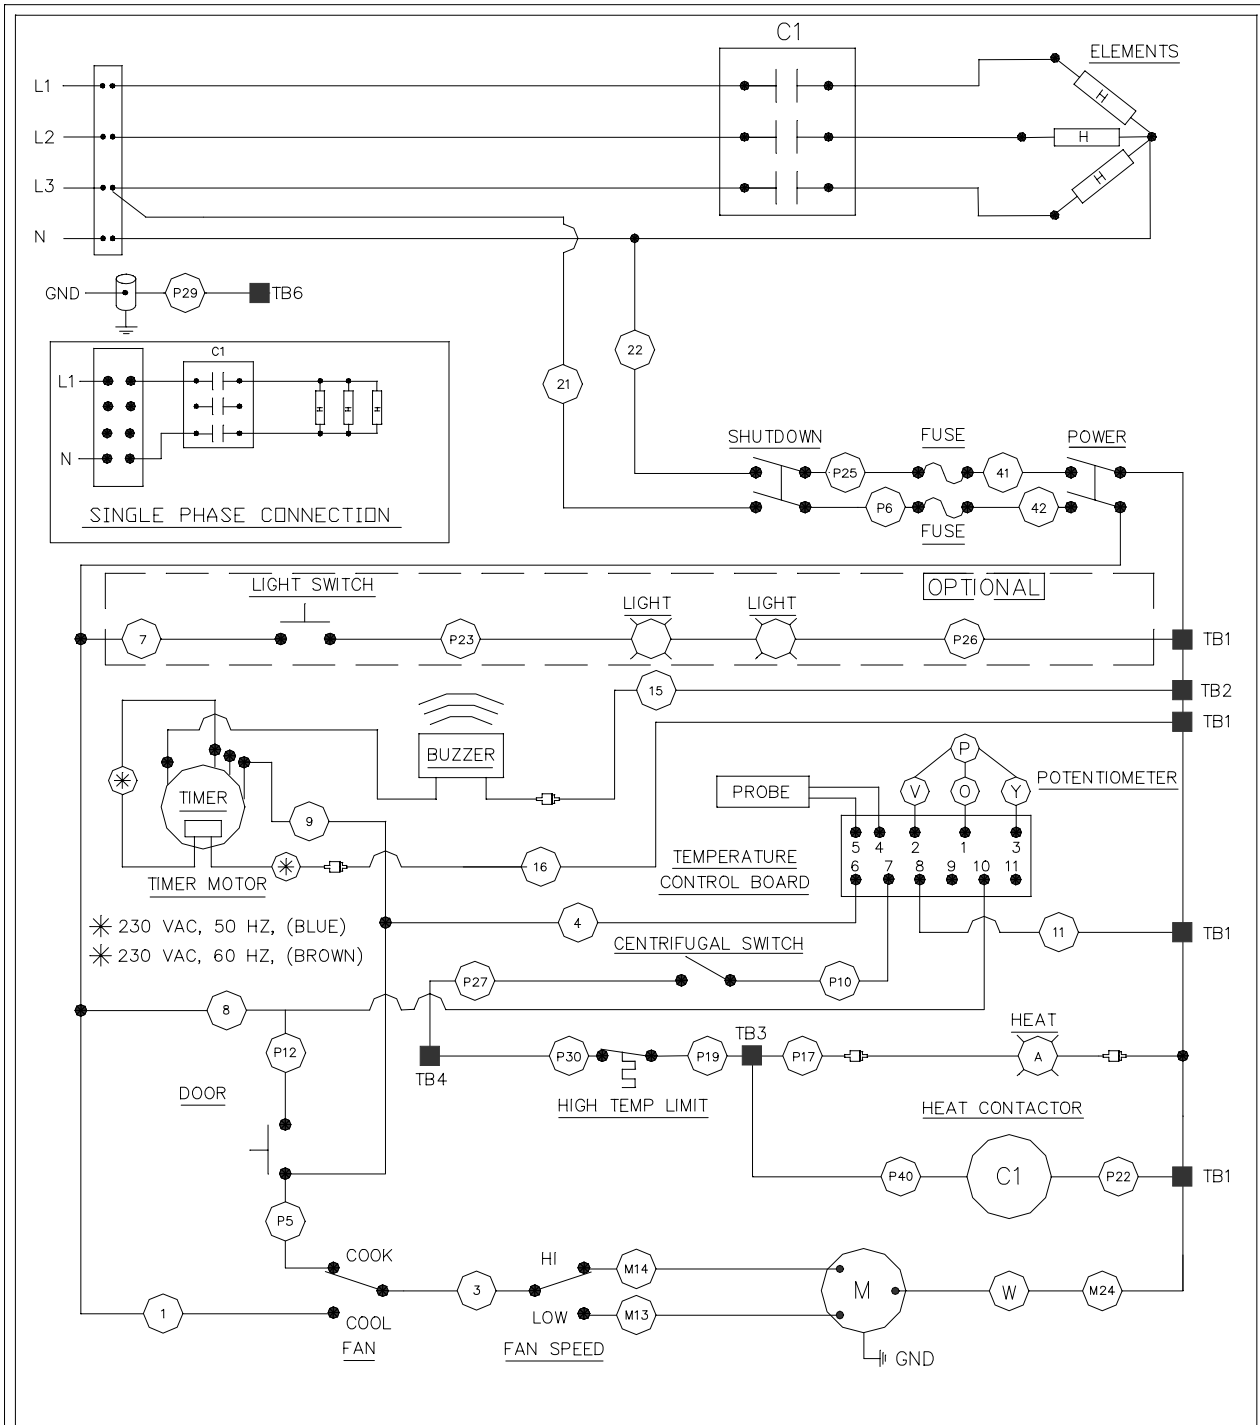 C1
ELEMENTS
L1
H
L2
H
L3
H
N
GND
P29
TB6
22
21
C1
L1
H
H
H
N
SINGLE PHASE CONNECTION
SHUTDOWN
FUSE
POWER
P25
41
P6
42
FUSE
OPTIONAL
LIGHT SWITCH
LIGHT
LIGHT
7
P23
P26
TB1
15
TB2
TB1
BUZZER
P
POTENTIOMETER
PROBE
V
O
Y
TIMER
9
5
4
2
1
3
TEMPERATURE
CONTROL BOARD
6
7
8
9
10
11
16
TIMER MOTOR
230 VAC, 50 HZ, (BLUE)
230 VAC, 60 HZ, (BROWN)
4
11
TB1
CENTRIFUGAL SWITCH
P27
P10
8
P12
TB4
P30
P19
TB3
P17
HEAT
A
HIGH TEMP LIMIT
DOOR
HEAT CONTACTOR
P40
C1
P22
TB1
P5
COOK
HI
M14
3
M
W
M24
1
COOL
LOW
M13
FAN
FAN SPEED
GND